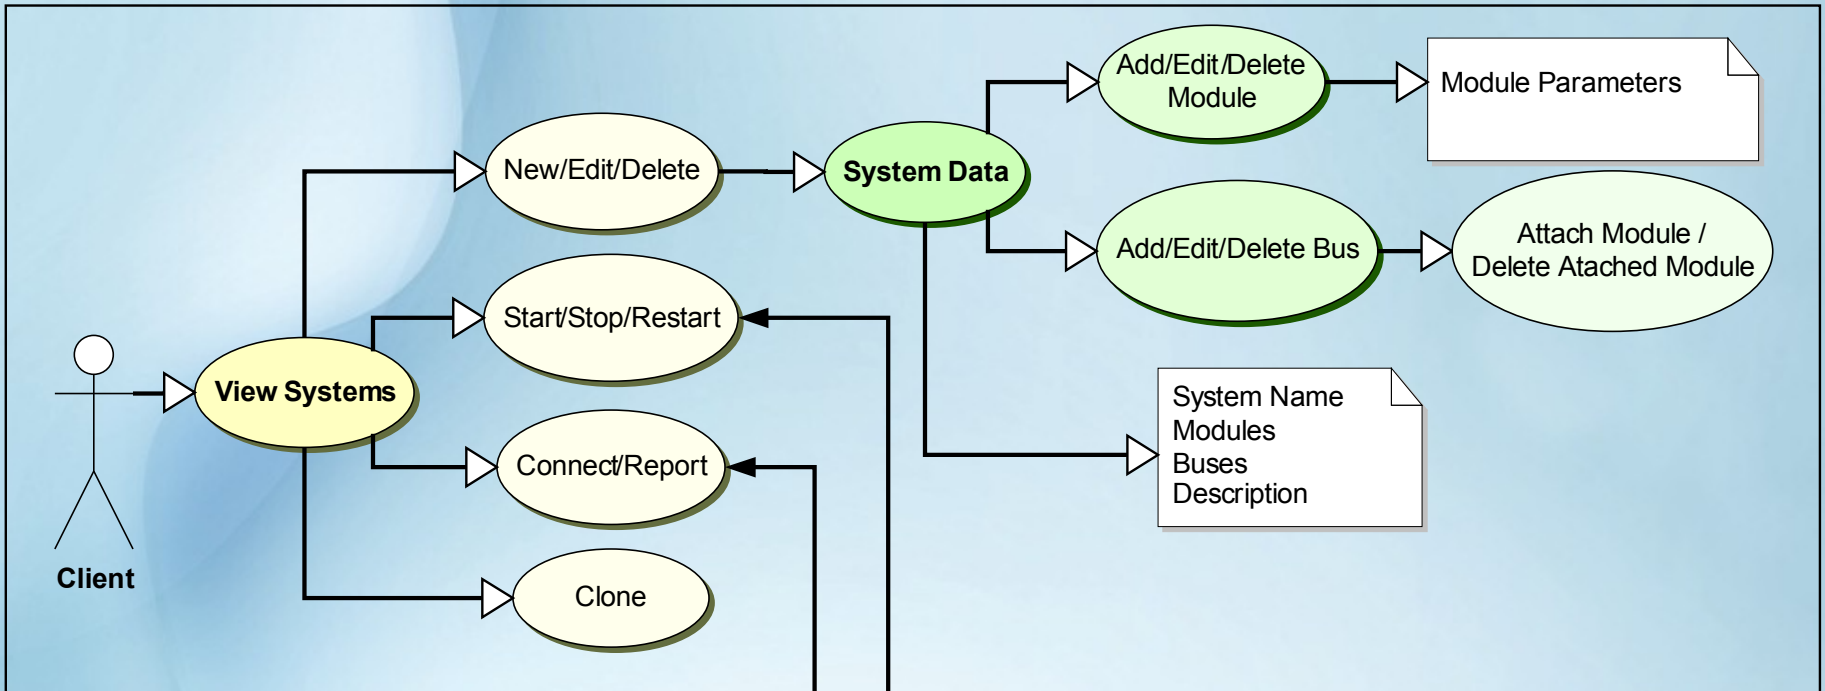 Add/Edit/Delete
Module
Module Parameters
New/Edit/Delete
System Data
Add/Edit/Delete Bus
Attach Module /
Delete Atached Module
Start/Stop/Restart
View Systems
System Name
Modules
Buses
Description
Connect/Report
Client
Clone